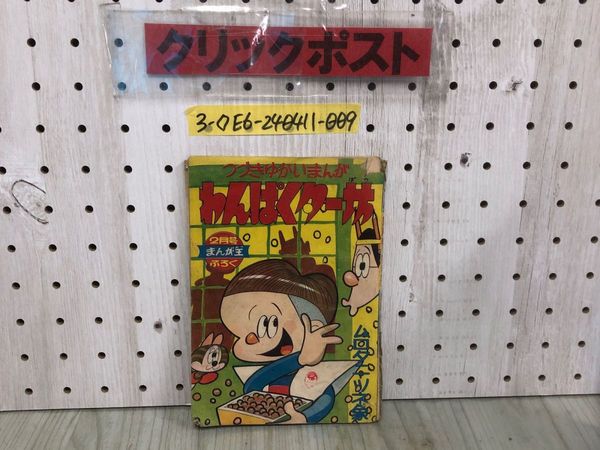 クリックポスト
3-クE6-240411-009
つづきゆかいまんが
わんぱくター坊
ぼう
2月号
まんが王
ふろく